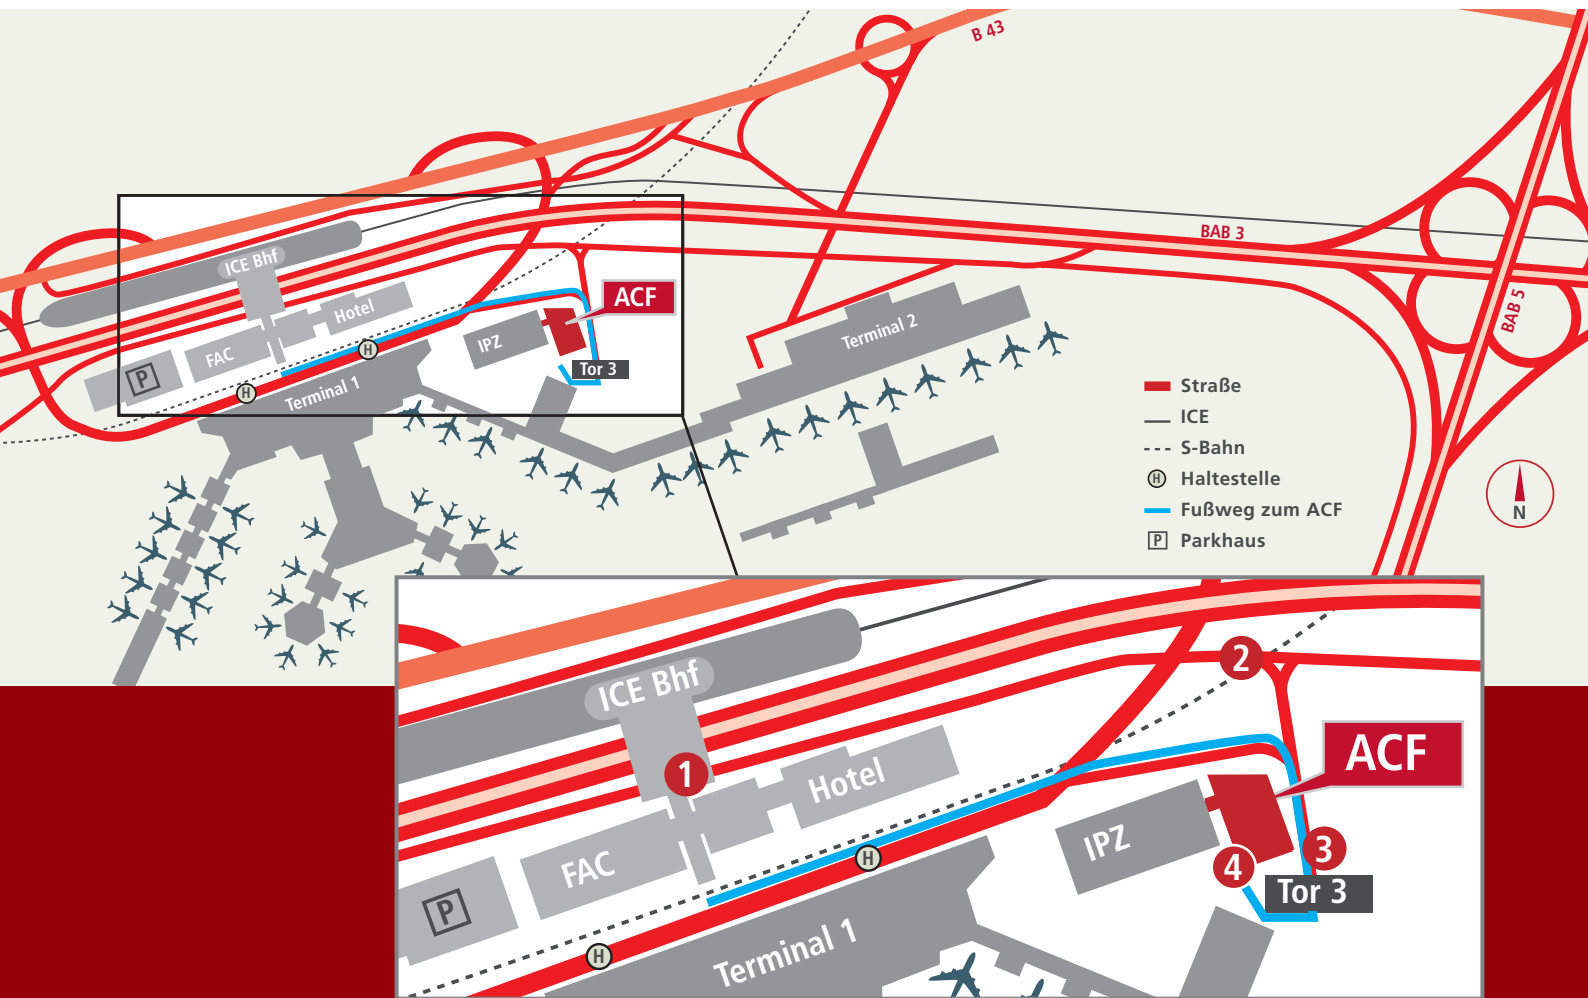 B 43
BAB 3
BAB 5
ICE Bhf
Hotel
ACF
FAC
P
H
IPZ
Tor 3
H
Terminal 1
Terminal 2
Straße
ICE
S-Bahn
H Haltestelle
Fußweg zum ACF
P Parkhaus
N
ICE Bhf
2
1
Hotel
ACF
IPZ
FAC
H
3
4
Tor 3
P
H
Terminal 1